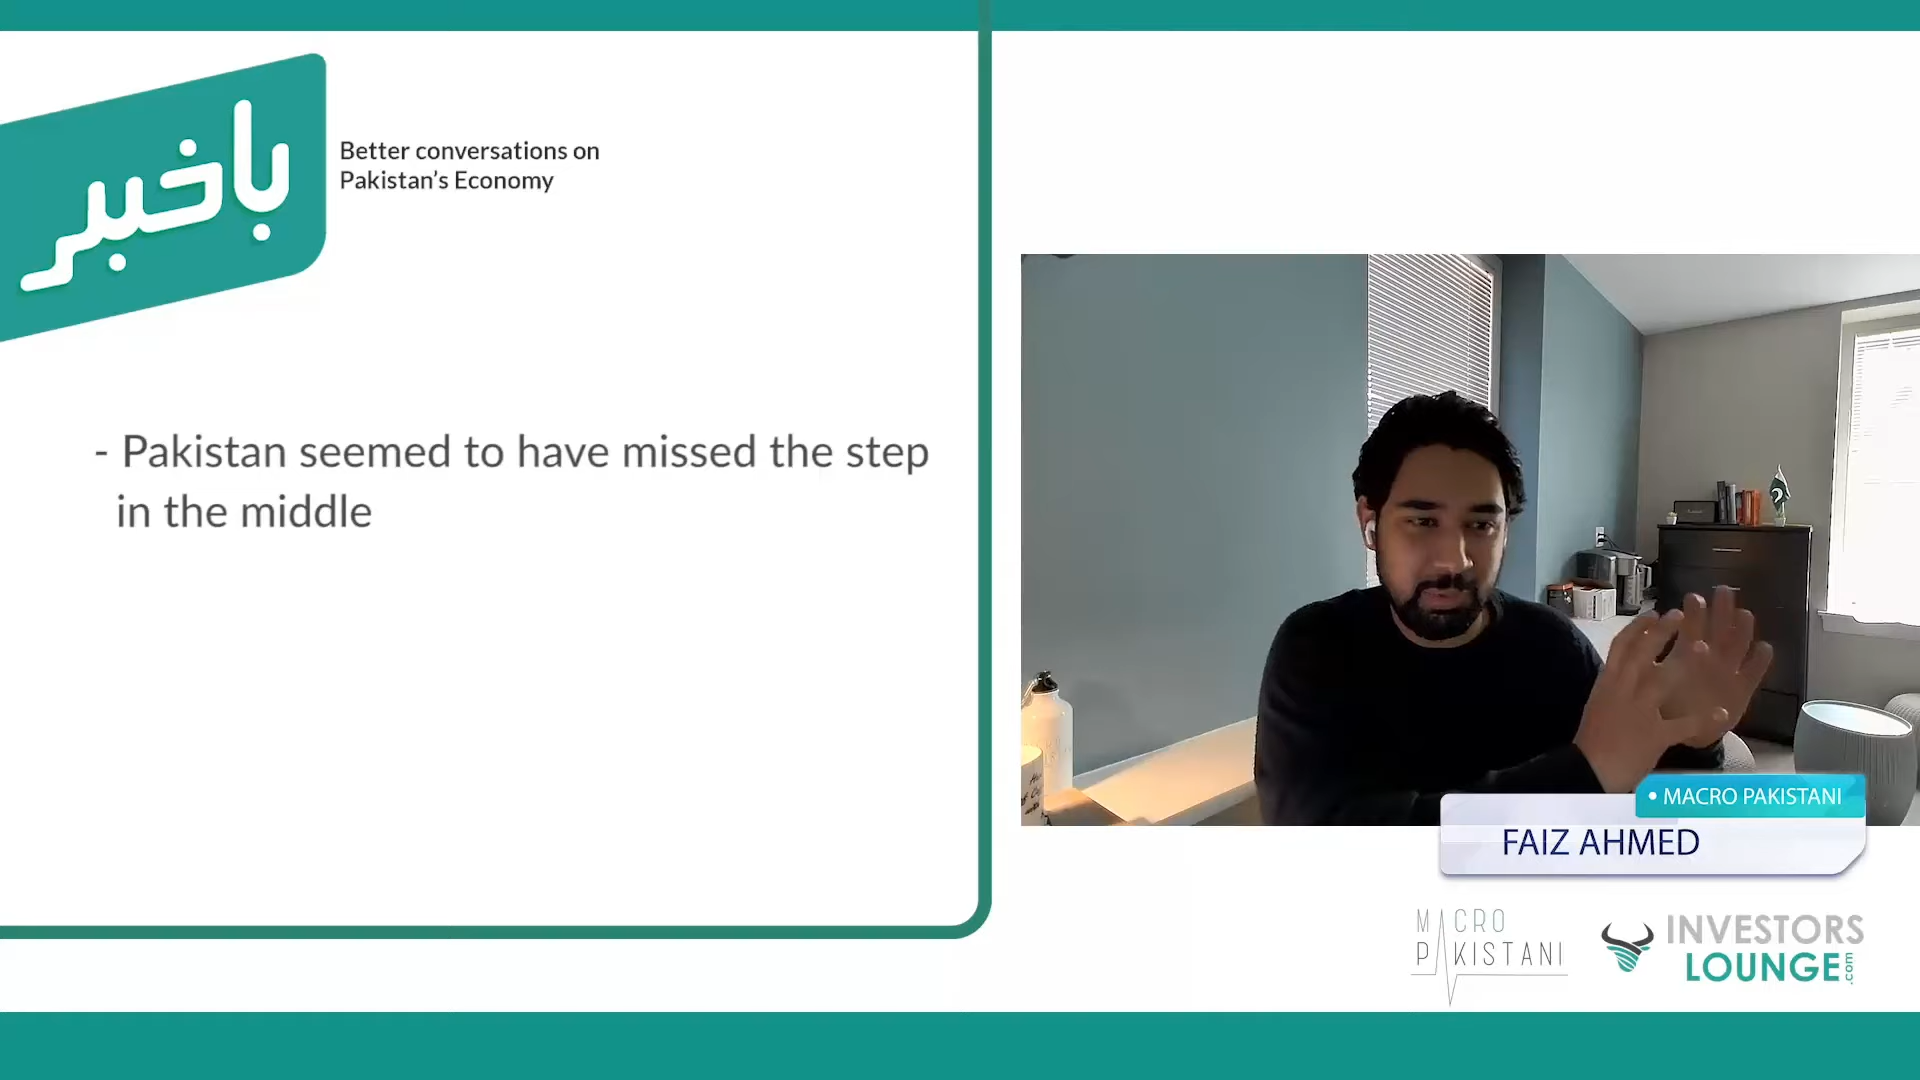 باخبر
Better conversations on
Pakistan's Economy
- Pakistan seemed to have missed the step
in the middle
• MACRO PAKISTANI
FAIZ AHMED
MACRO
PAKISTANI
INVESTORS
LOUNGE.com